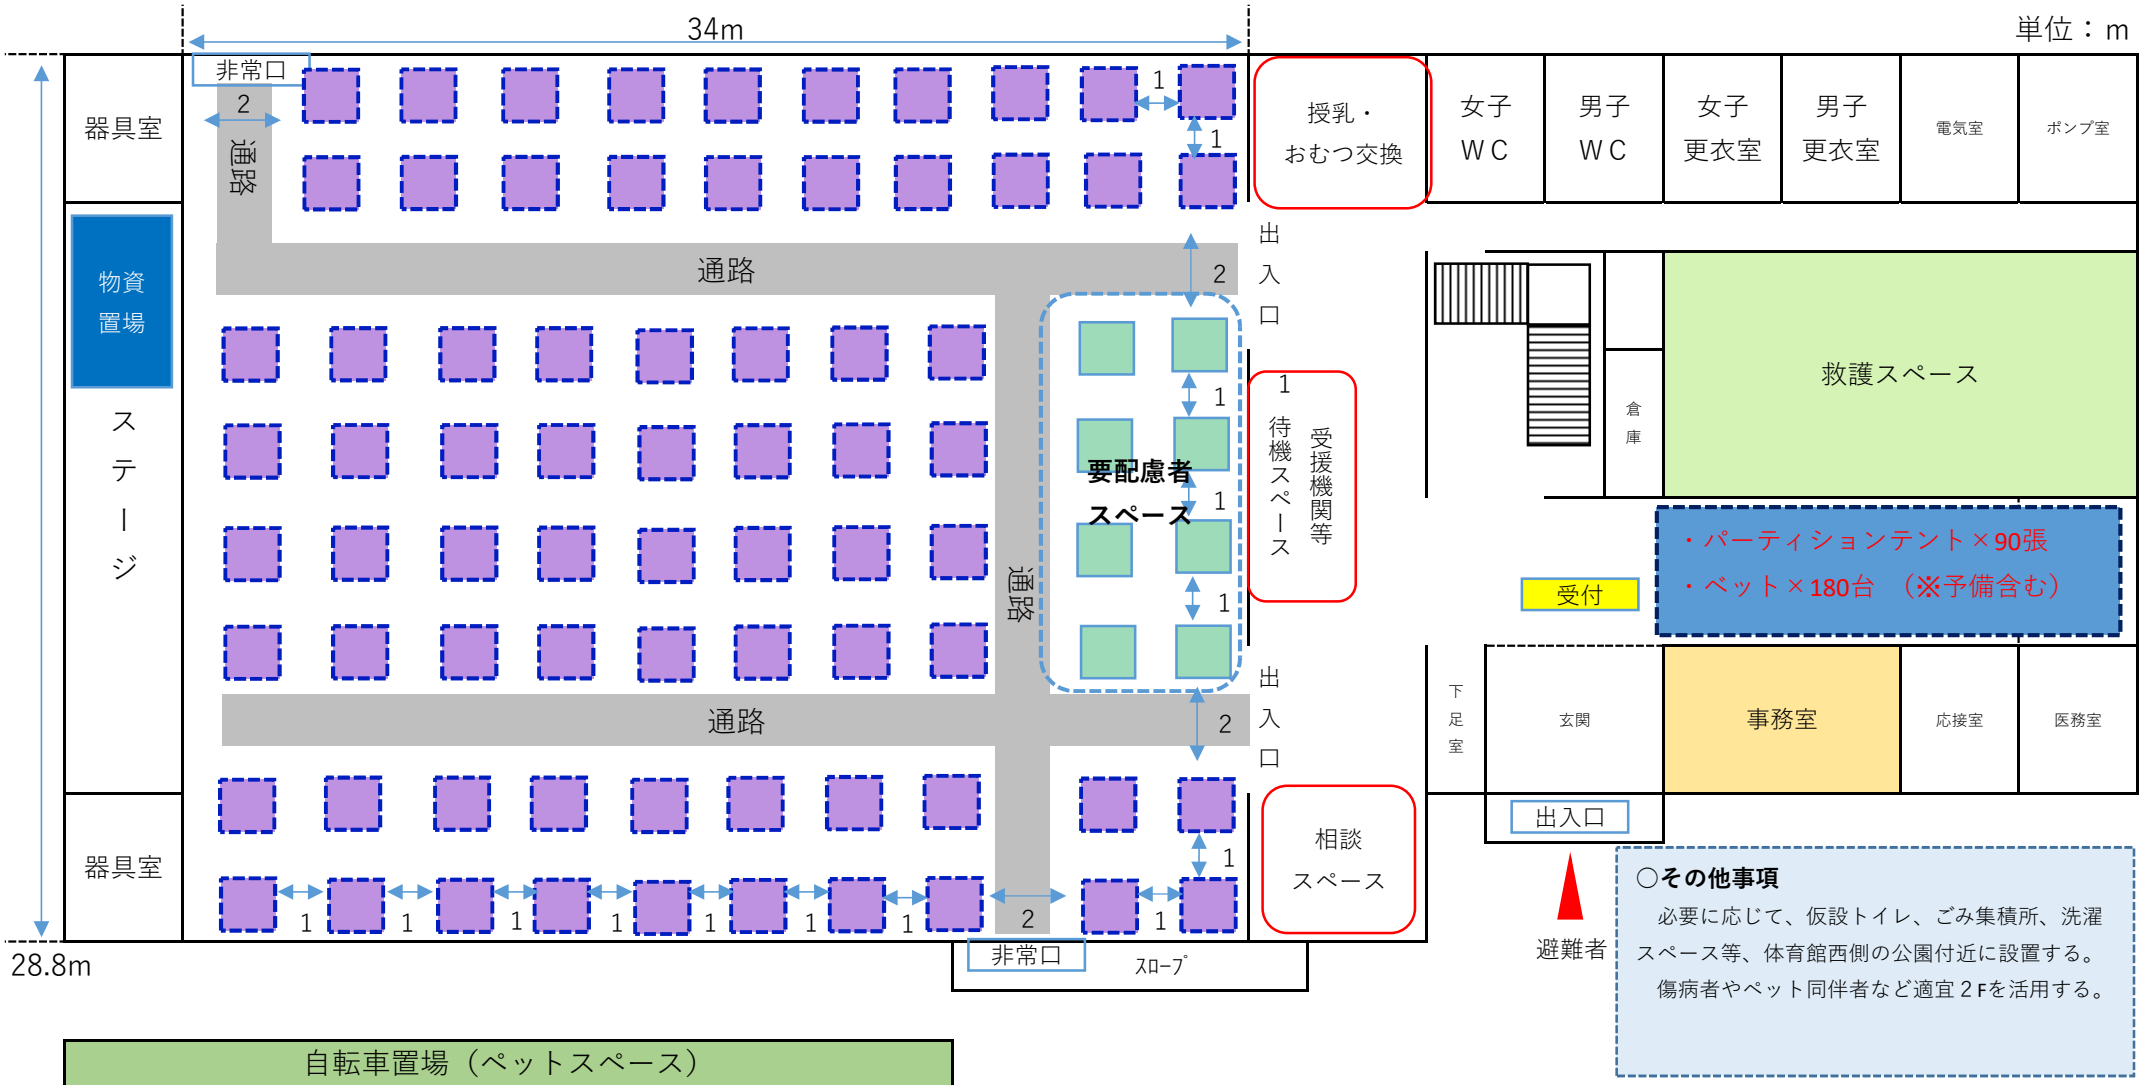 34m
単位：m
非常口
2
通路
1
1
器具室
授乳・
おむつ交換
女子
ＷＣ
男子
ＷＣ
女子
更衣室
男子
更衣室
電気室
ポンプ室
物資
置場
通路
2
出入口
ステージ
要配慮者
スペース
1
1
1
通路
1
受援機関等
待機スペース
倉庫
救護スペース
・パーティションテント×90張
・ベット×180台　（※予備含む）
受付
通路
2
出入口
下足室
玄関
事務室
応接室
医務室
出入口
避難者
器具室
1
1
1
1
1
1
1
2
1
1
相談
スペース
非常口
スロープ
28.8m
○その他事項
必要に応じて、仮設トイレ、ごみ集積所、洗濯
スペース等、体育館西側の公園付近に設置する。
傷病者やペット同伴者など適宜２Fを活用する。
自転車置場（ペットスペース）